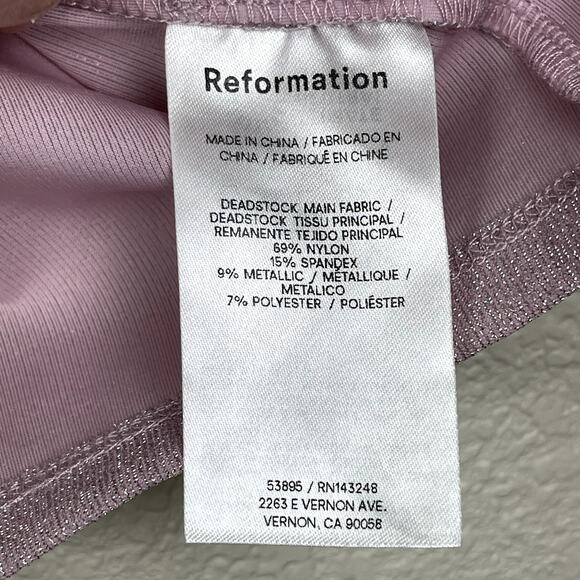 Reformation
MADE IN CHINA / FABRICADO EN
CHINA / FABRIQUÉ EN CHINE
DEADSTOCK MAIN FABRIC /
DEADSTOCK TISSU PRINCIPAL /
REMANENTE TEJIDO PRINCIPAL
69% NYLON
15% SPANDEX
9% METALLIC / MÉTALLIQUE /
METÁLICO
7% POLYESTER / POLIÉSTER
53895 / RN143248
2263 E VERNON AVE.
VERNON, CA 90058